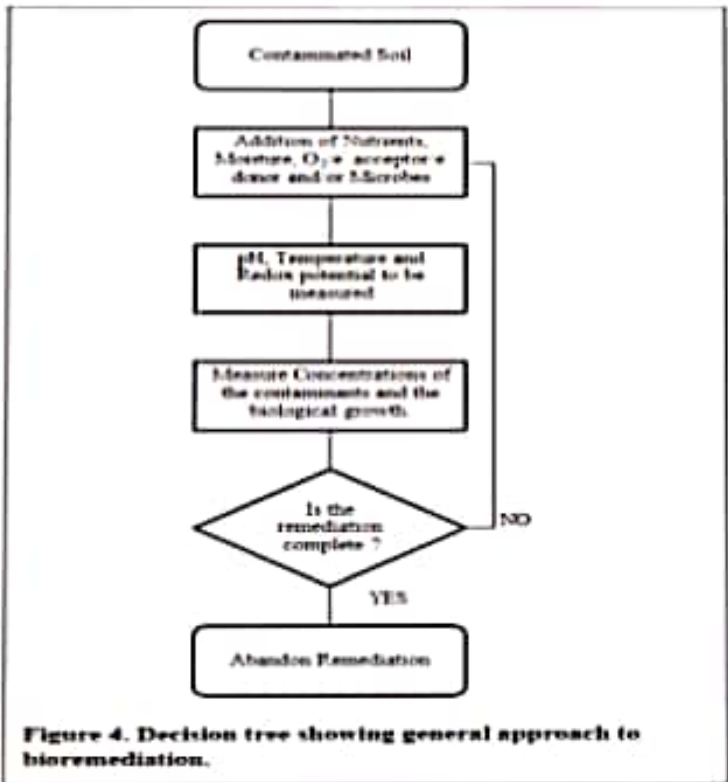 Contaminated Soil
Addition of Nutrients,
Moisture, O₂ e⁻ acceptor e⁻
donor and or Microbes
pH, Temperature and
Redox potential to be
measured
Measure Concentrations of
the contaminants and the
biological growth.
Is the
remediation
complete ?
NO
YES
Abandon Remediation
Figure 4. Decision tree showing general approach to
bioremediation.